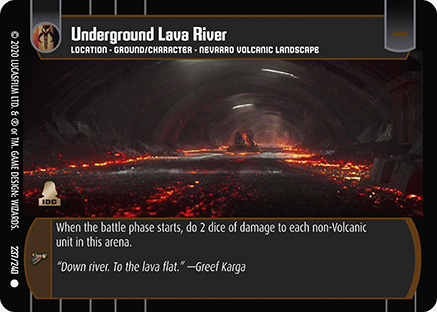 Underground Lava River
LOCATION - GROUND/CHARACTER - NEVARRO VOLCANIC LANDSCAPE
© 2020 LUCASFILM LTD. & ® or TM. GAME DESIGN: WIZARDS.
227/240
IDC
When the battle phase starts, do 2 dice of damage to each non-Volcanic
unit in this arena.
"Down river. To the lava flat." —Greef Karga